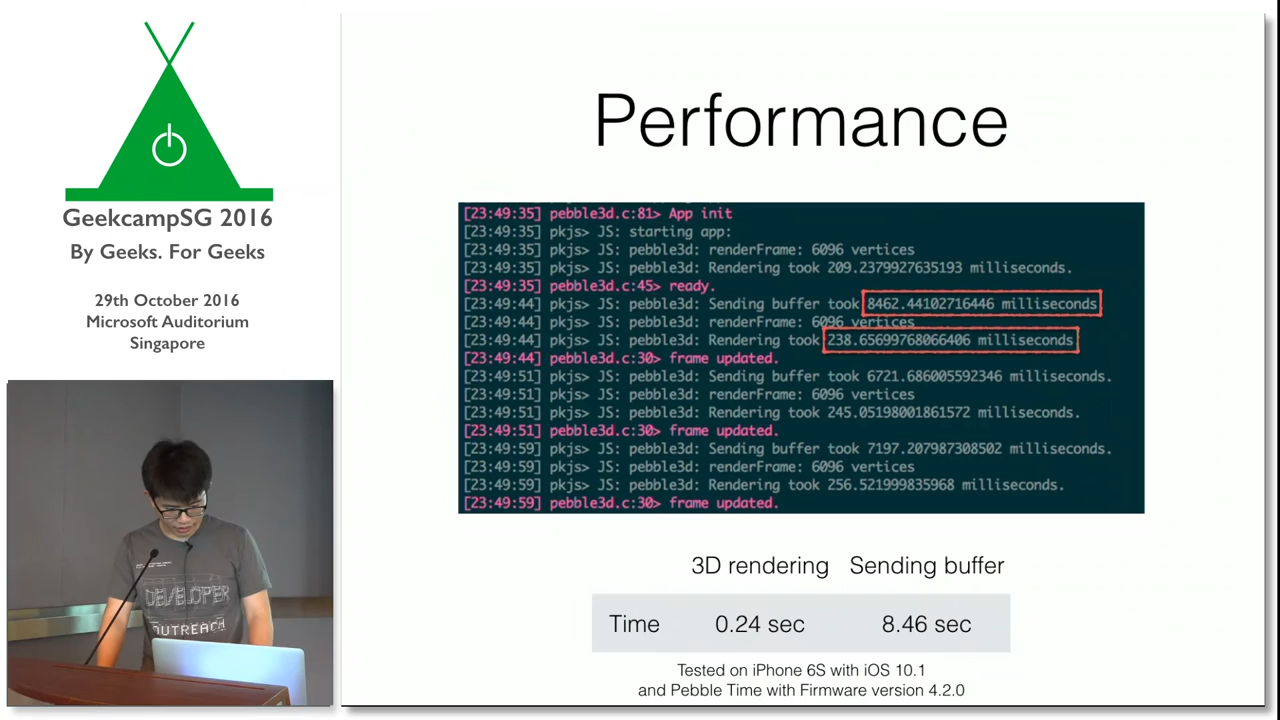 GeekcampSG 2016
By Geeks. For Geeks
29th October 2016
Microsoft Auditorium
Singapore
DEVELOPER
OUTREACH
Performance
[23:49:35] pebble3d.c:81> App init
[23:49:35] pkjs> JS: starting app:
[23:49:35] pkjs> JS: pebble3d: renderFrame: 6096 vertices
[23:49:35] pkjs> JS: pebble3d: Rendering took 209.2379927635193 milliseconds.
[23:49:35] pebble3d.c:45> ready.
[23:49:44] pkjs> JS: pebble3d: Sending buffer took 8462.44102716446 milliseconds
[23:49:44] pkjs> JS: pebble3d: renderFrame: 6096 vertices
[23:49:44] pkjs> JS: pebble3d: Rendering took 238.65699768066406 milliseconds
[23:49:44] pebble3d.c:30> frame updated.
[23:49:51] pkjs> JS: pebble3d: Sending buffer took 6721.686005592346 milliseconds.
[23:49:51] pkjs> JS: pebble3d: renderFrame: 6096 vertices
[23:49:51] pkjs> JS: pebble3d: Rendering took 245.05198001861572 milliseconds.
[23:49:51] pebble3d.c:30> frame updated.
[23:49:59] pkjs> JS: pebble3d: Sending buffer took 7197.207987308502 milliseconds.
[23:49:59] pkjs> JS: pebble3d: renderFrame: 6096 vertices
[23:49:59] pkjs> JS: pebble3d: Rendering took 256.521999835968 milliseconds.
[23:49:59] pebble3d.c:30> frame updated.
3D rendering Sending buffer
Time 0.24 sec 8.46 sec
Tested on iPhone 6S with iOS 10.1
and Pebble Time with Firmware version 4.2.0